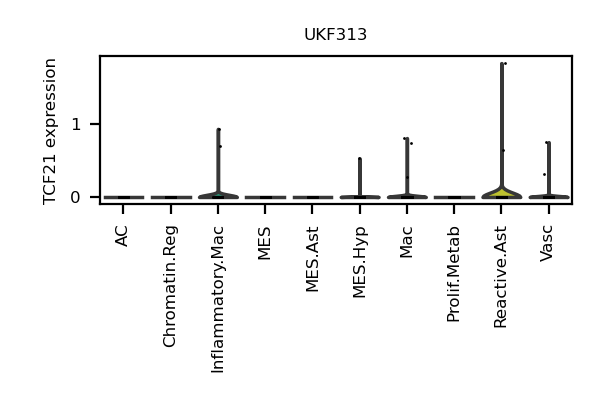 UKF313
TCF21 expression
1
0
AC
Chromatin.Reg
Inflammatory.Mac
MES
MES.Ast
MES.Hyp
Mac
Prolif.Metab
Reactive.Ast
Vasc